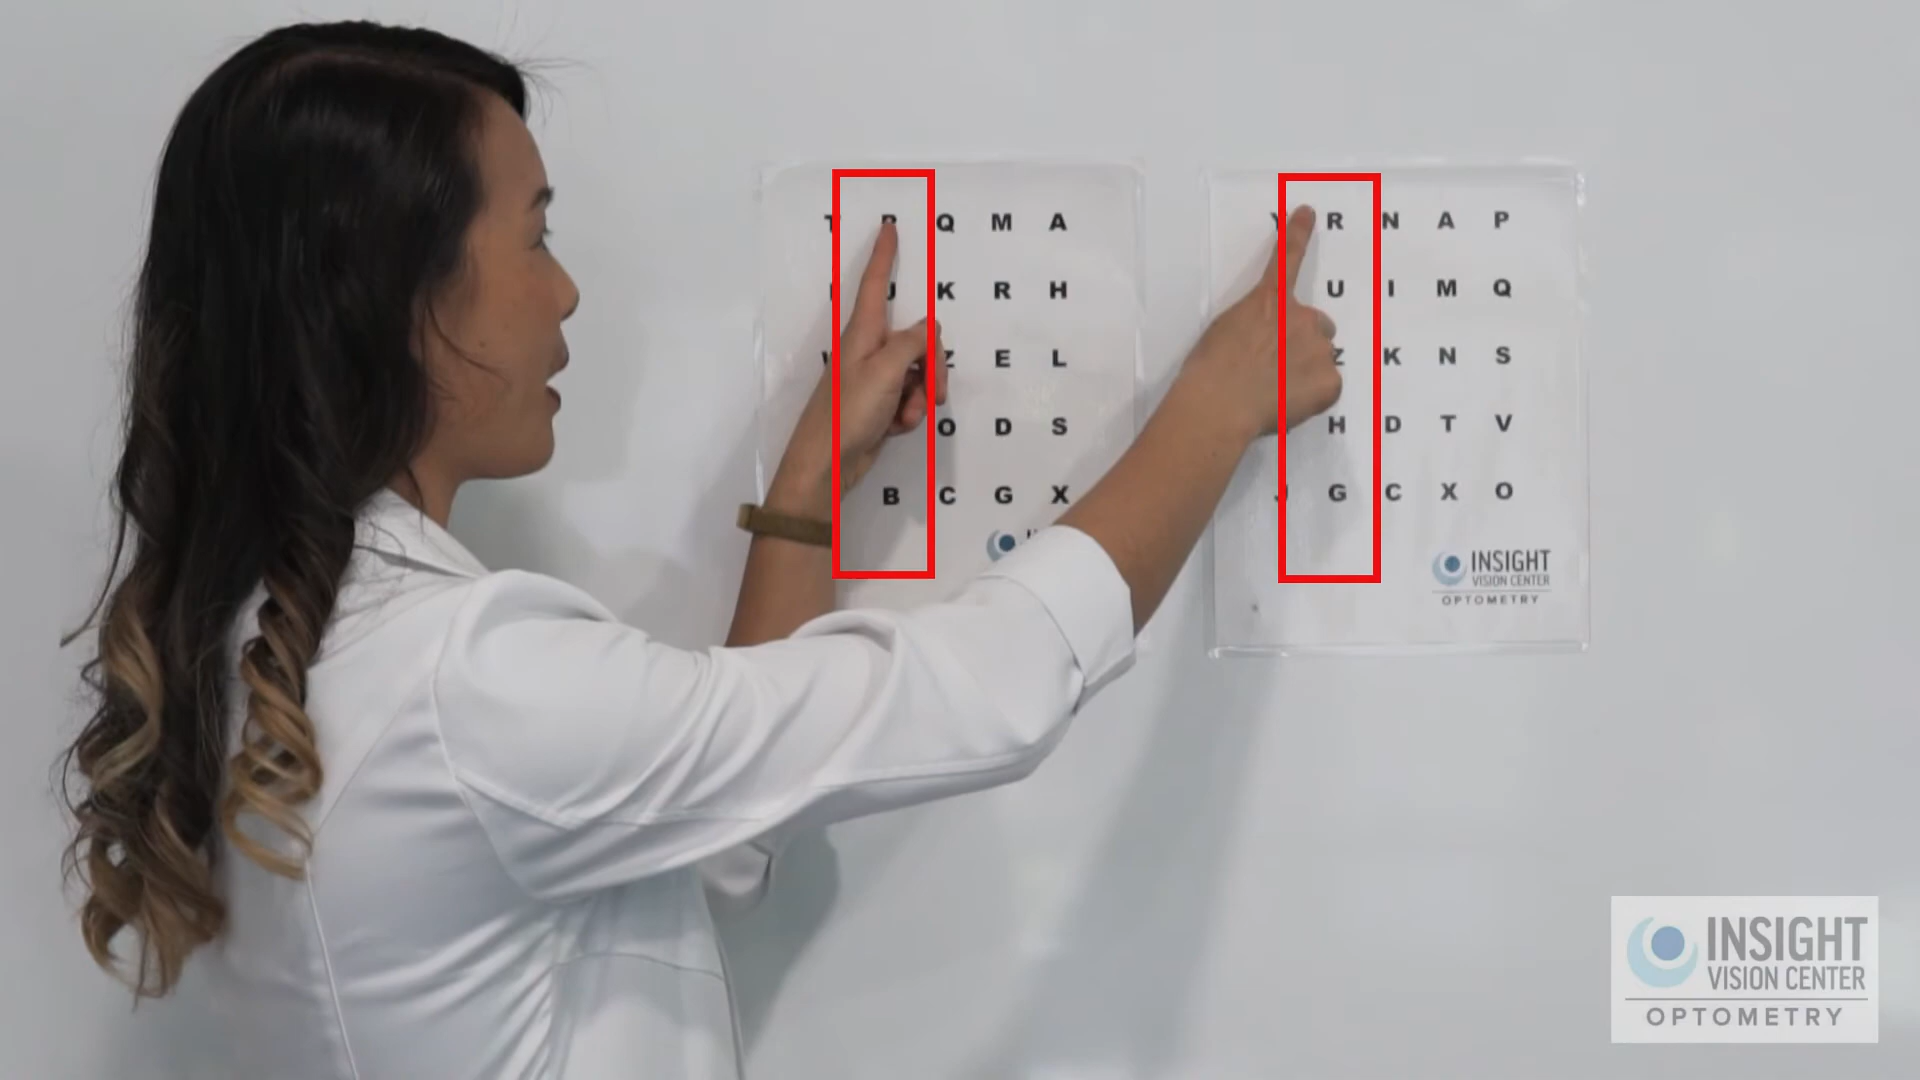 Q M A
K R H
Z E L
O D S
B C G X
R N A P
U I M Q
Z K N S
H D T V
J G C X O
INSIGHT
VISION CENTER
OPTOMETRY
INSIGHT
VISION CENTER
OPTOMETRY